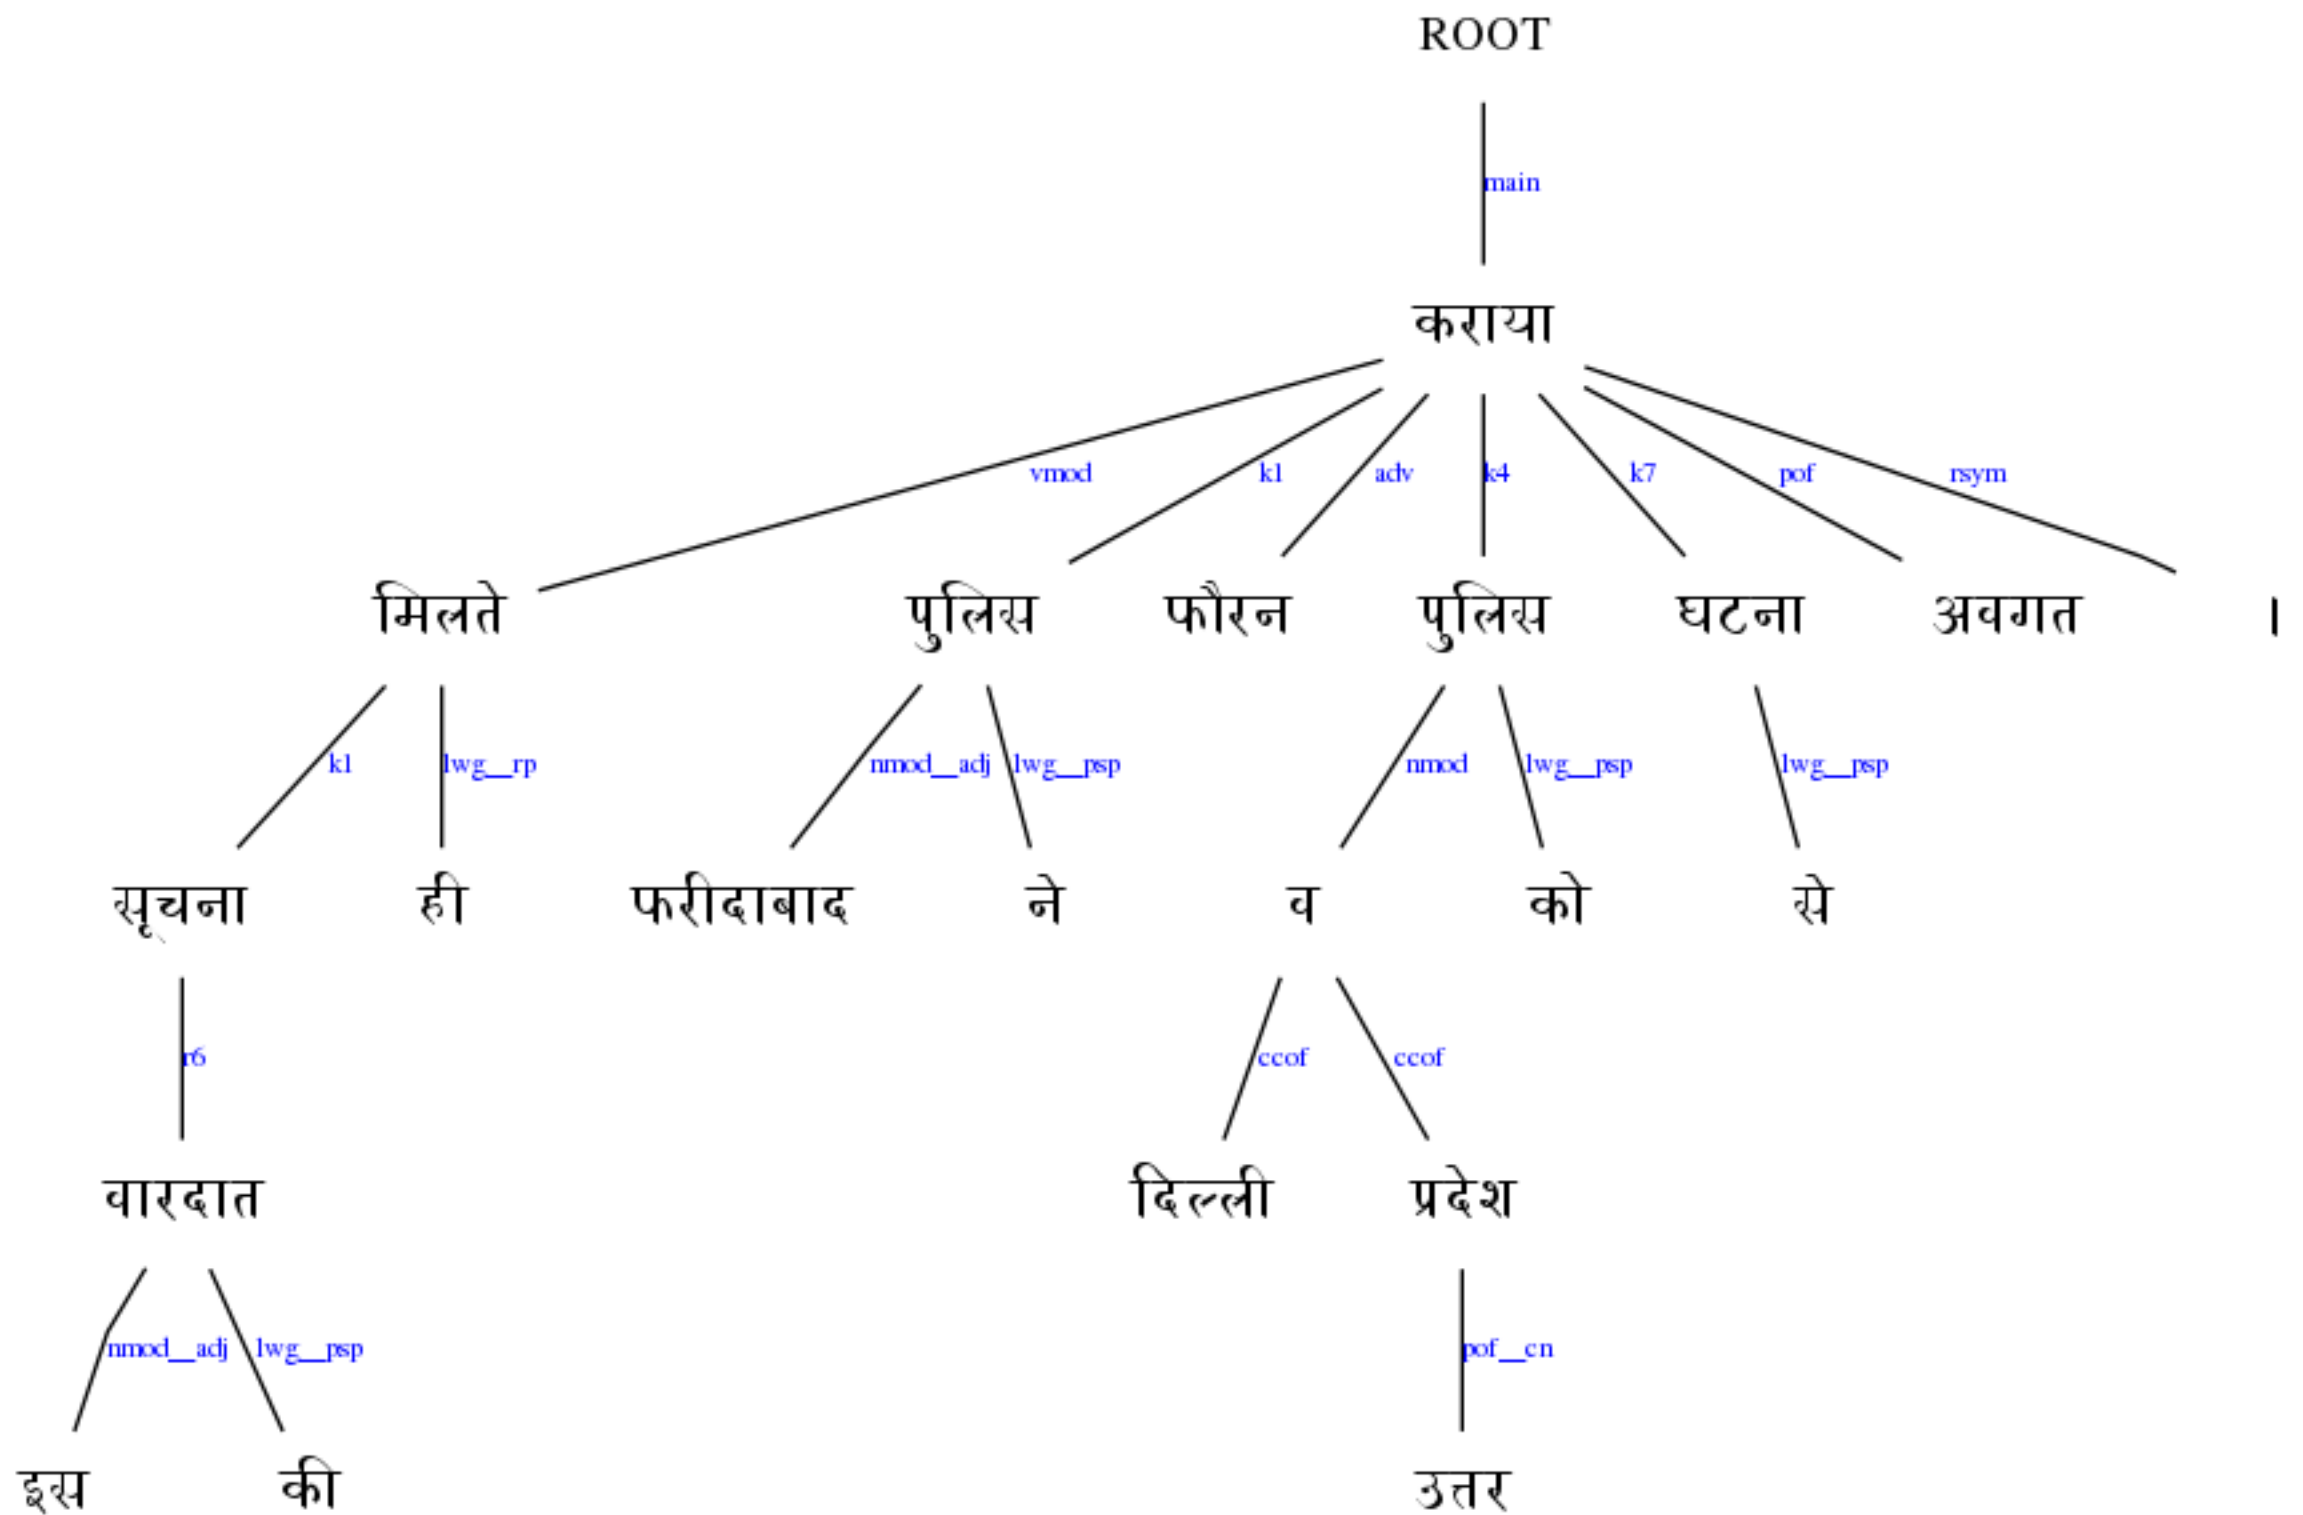 ROOT
main
कराया
vmod k1 adv k4 k7 pof rsym
मिलते पुलिस फौरन पुलिस घटना अवगत ।
k1 lwg__rp nmod__adj lwg__psp nmod lwg__psp lwg__psp
सूचना ही फरीदाबाद ने व को से
r6 ccof ccof
वारदात दिल्ली प्रदेश
nmod__adj lwg__psp pof__cn
इस की उत्तर